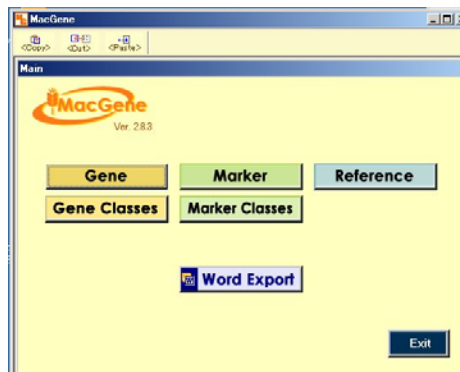 MacGene
<Copy> <Cut> <Paste>
Main
MacGene
Ver. 2.8.3
Gene Marker Reference
Gene Classes Marker Classes
Word Export
Exit